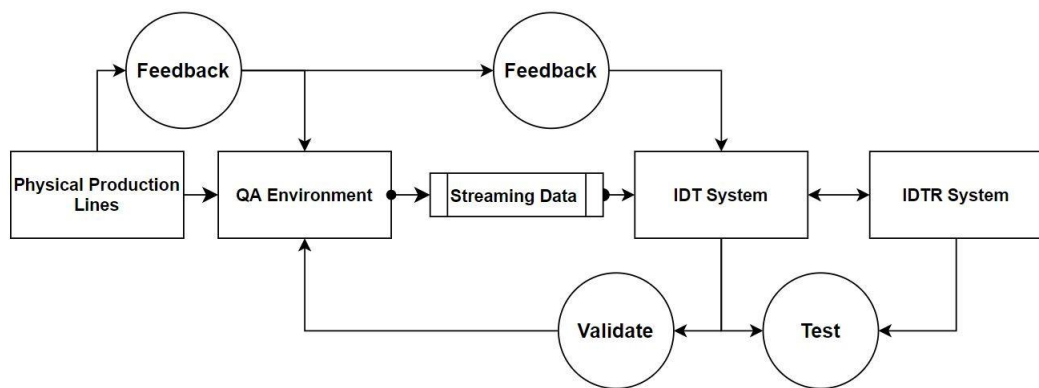 Feedback
Feedback
Physical Production
Lines
QA Environment
Streaming Data
IDT System
IDTR System
Validate
Test